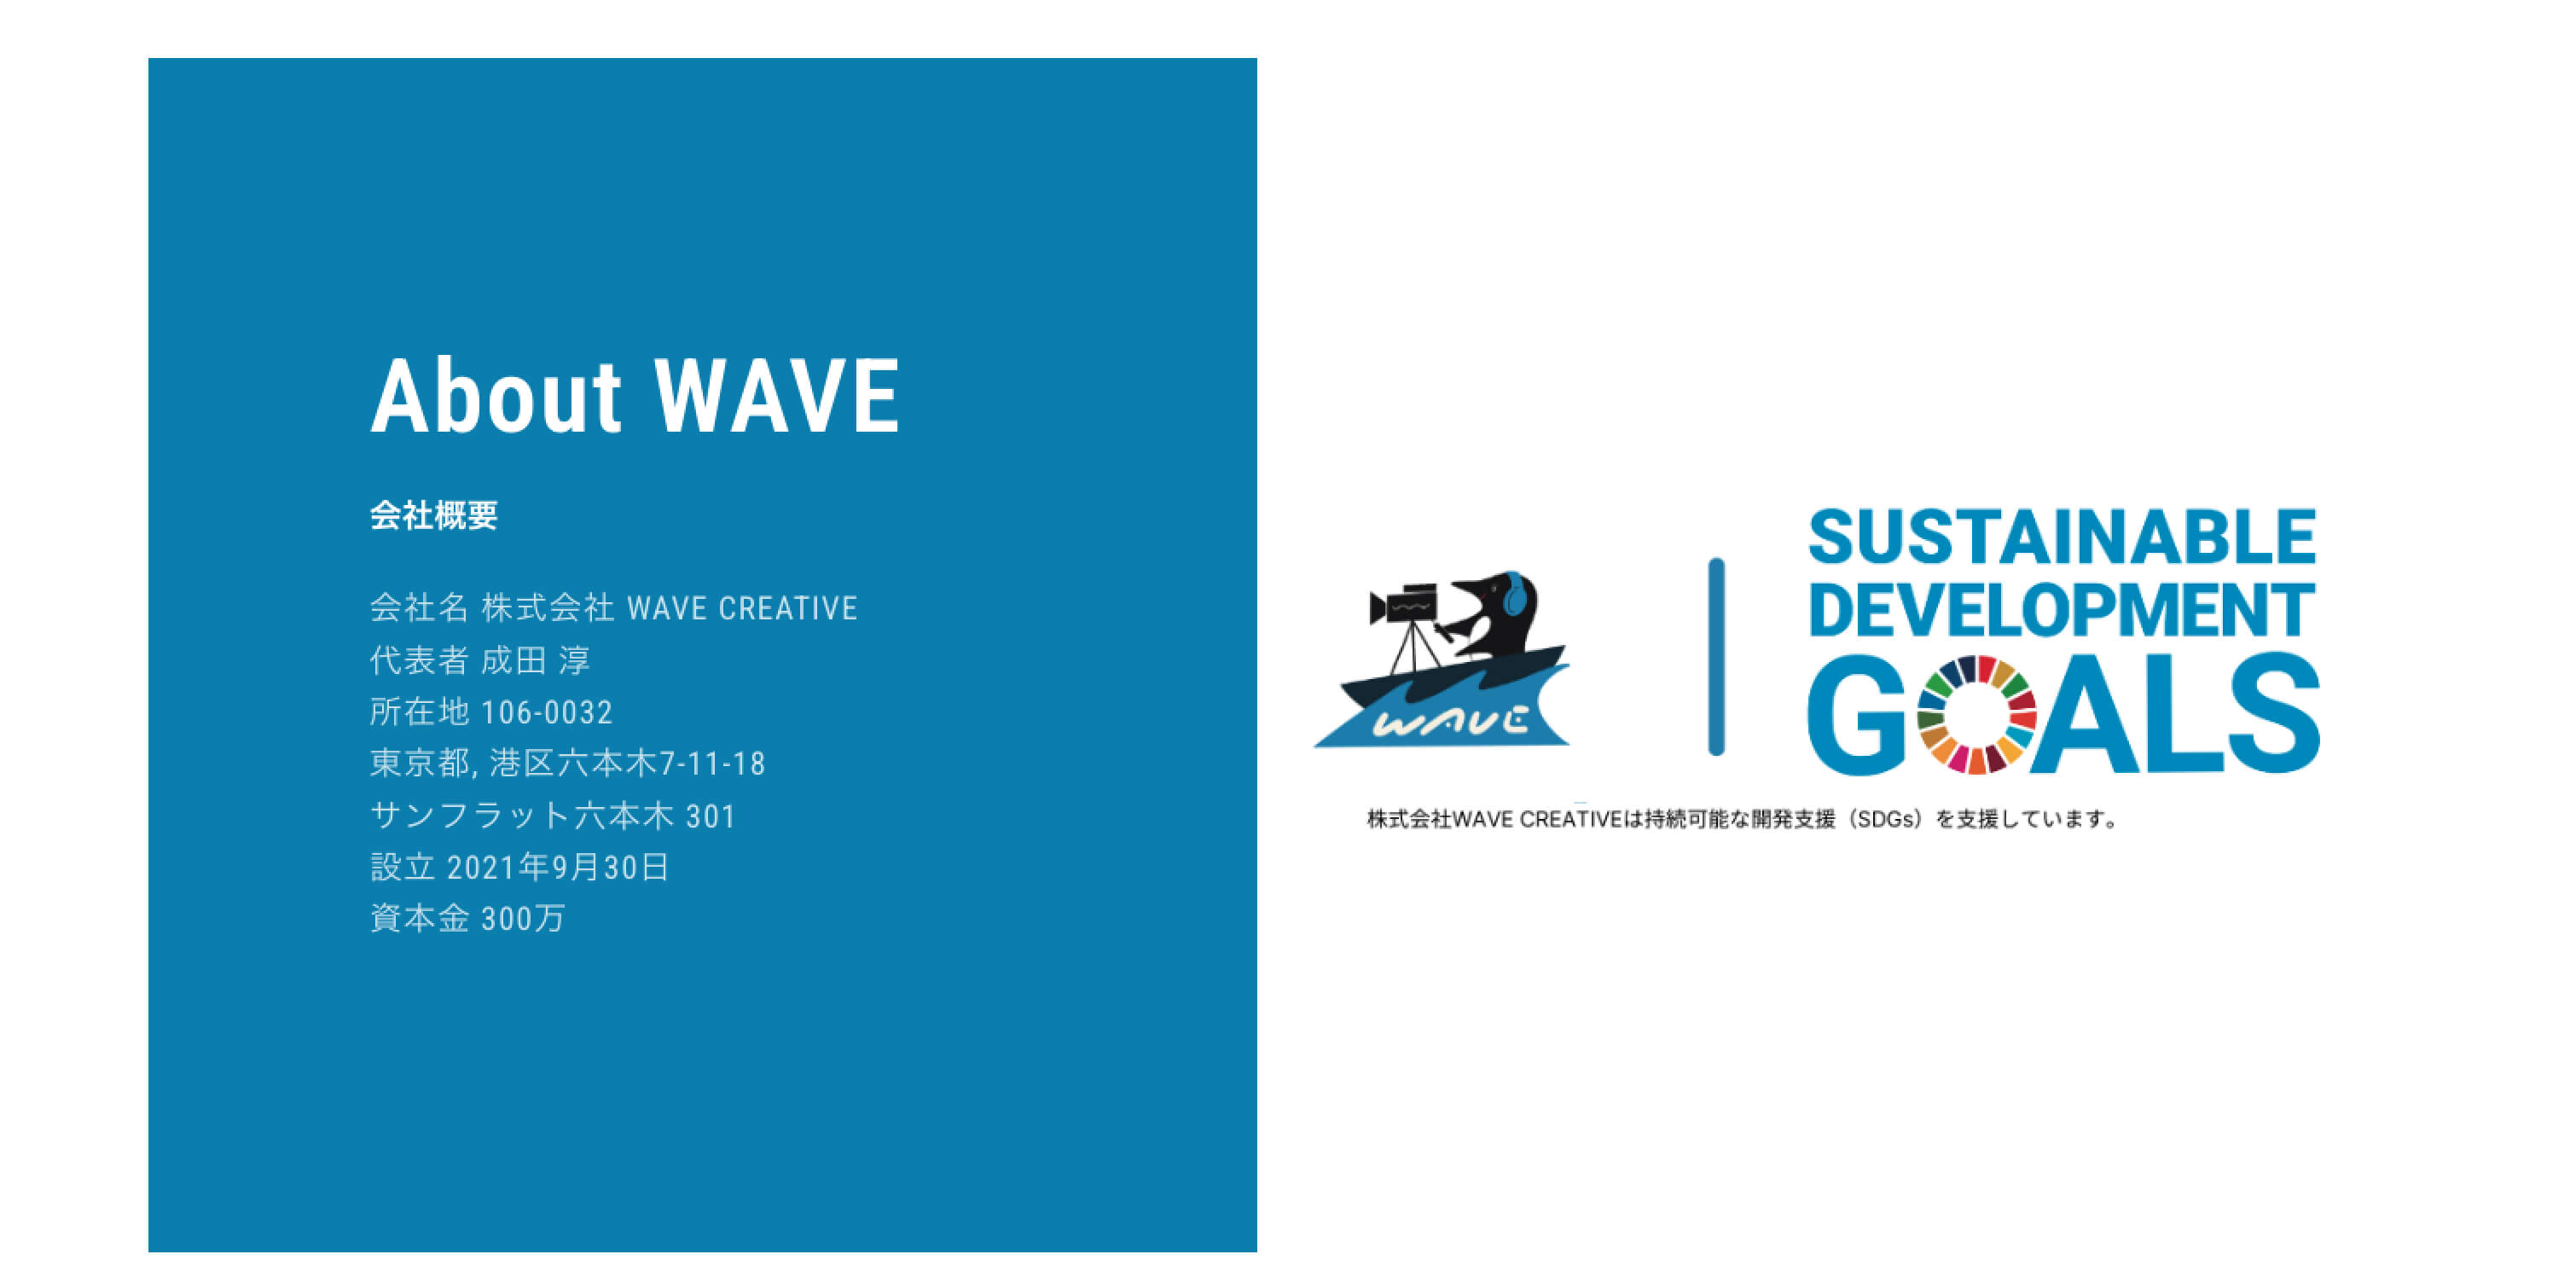 About WAVE
会社概要
会社名 株式会社 WAVE CREATIVE
代表者 成田 淳
所在地 106-0032
東京都, 港区六本木7-11-18
サンフラット六本木 301
設立 2021年9月30日
資本金 300万
WAVE
SUSTAINABLE
DEVELOPMENT
GOALS
株式会社WAVE CREATIVEは持続可能な開発支援（SDGs）を支援しています。